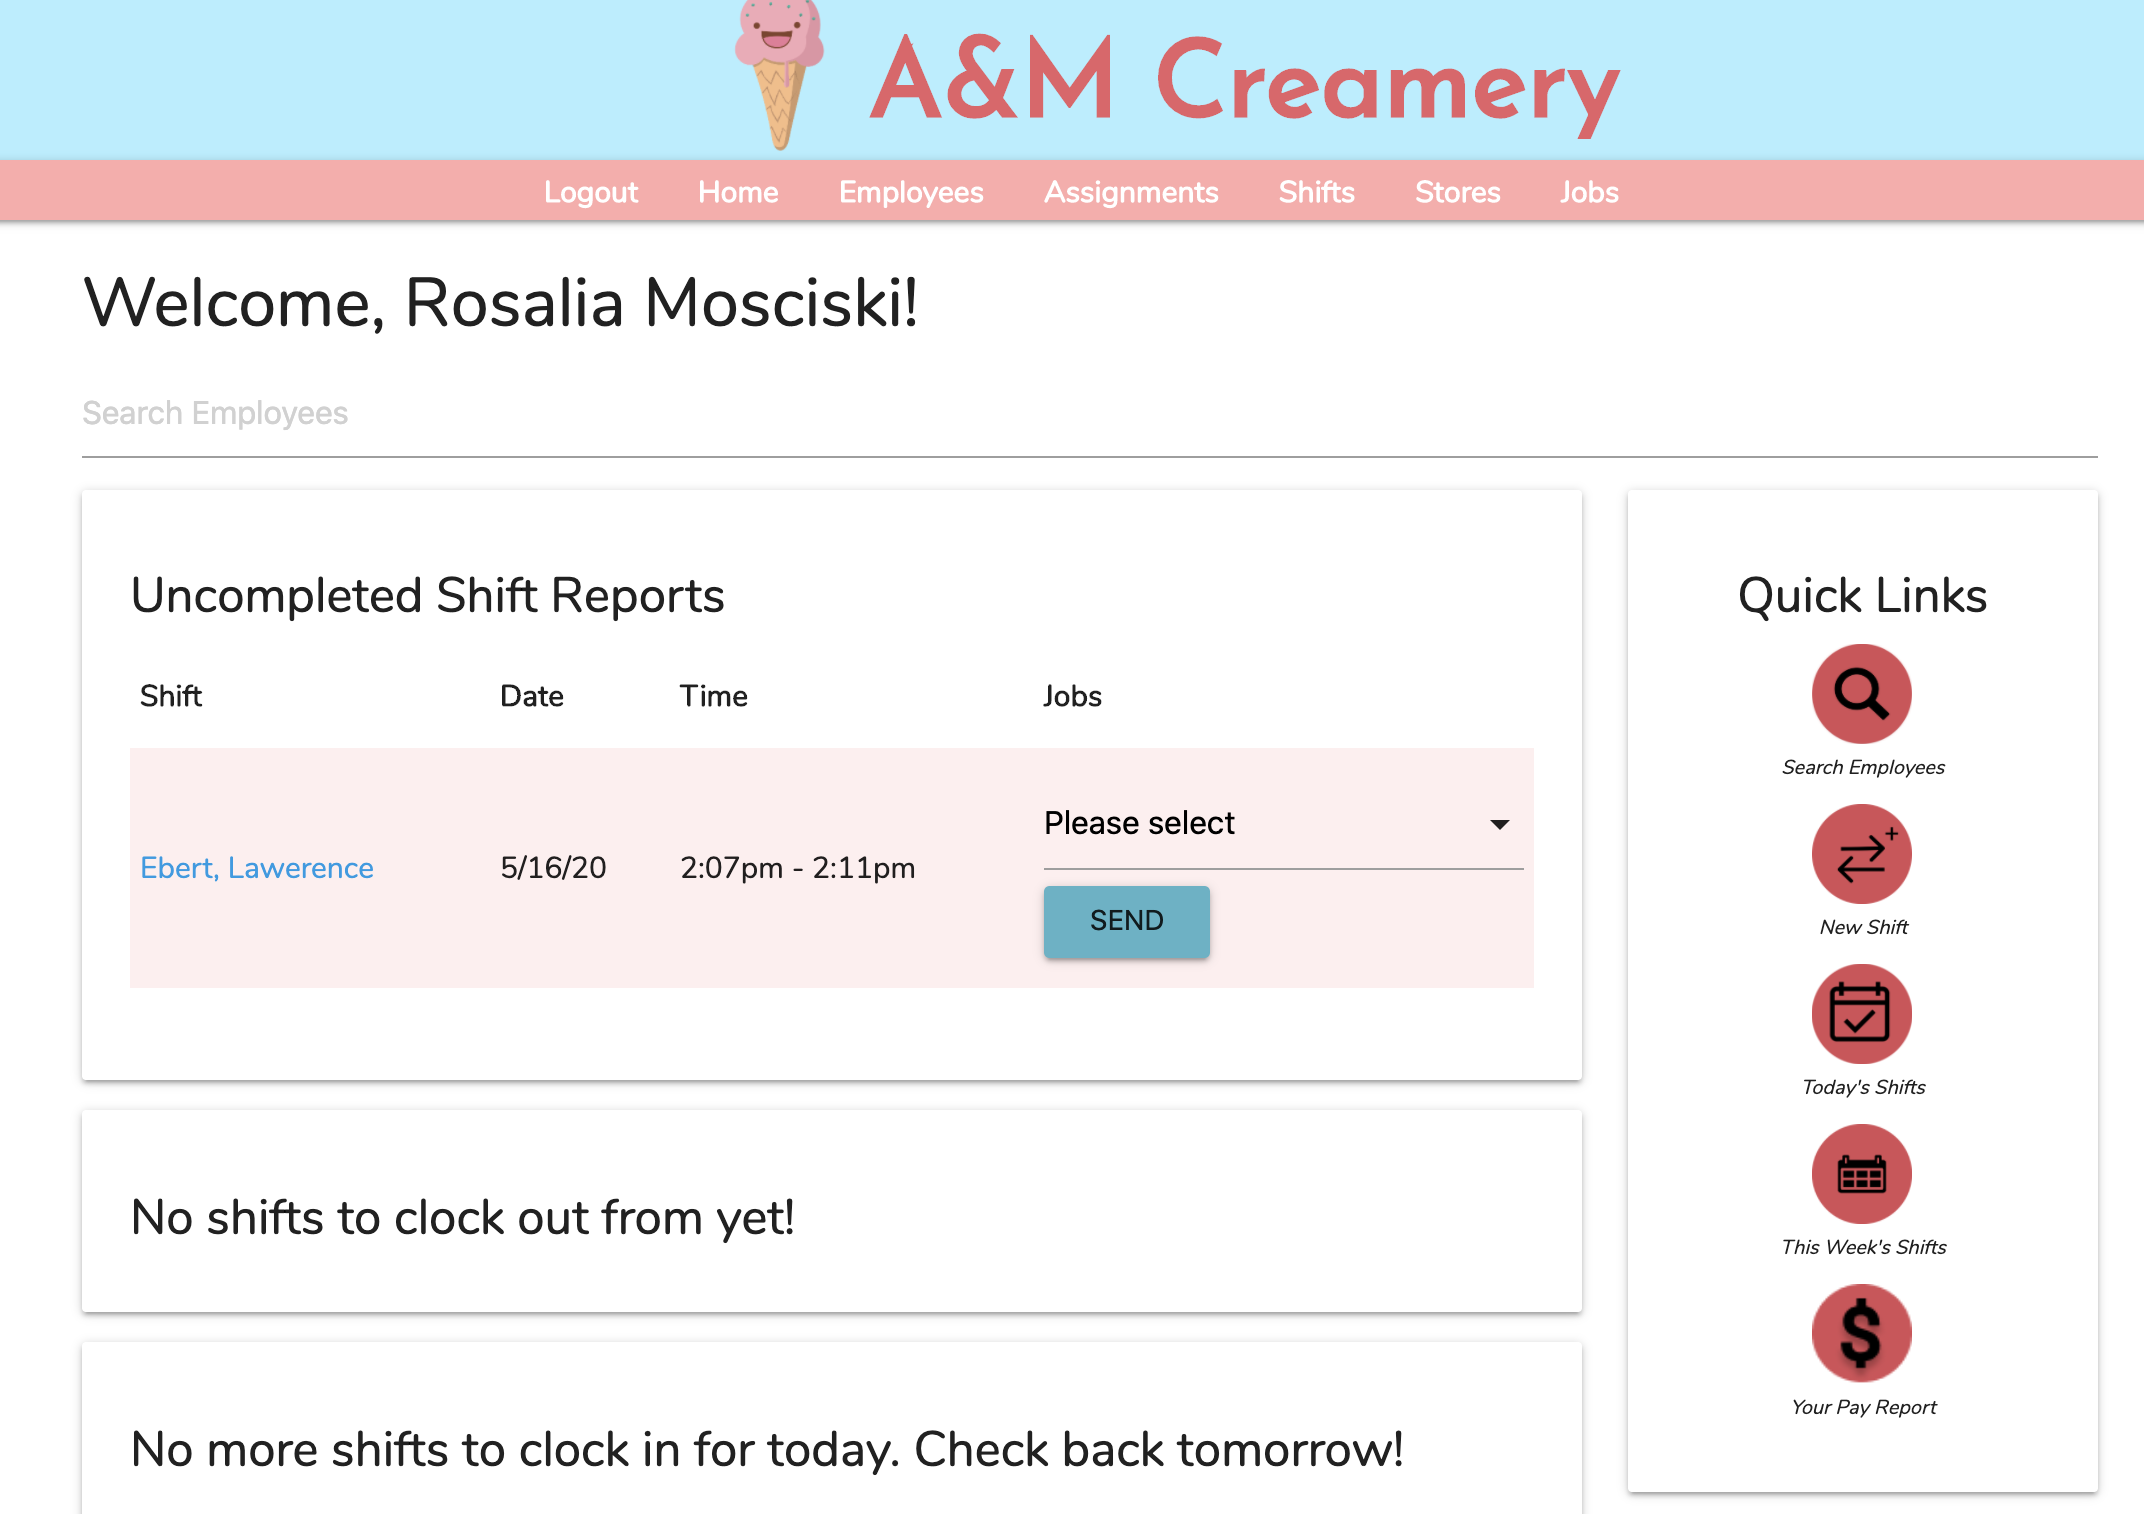 A&M Creamery
Logout Home Employees Assignments Shifts Stores Jobs
Welcome, Rosalia Mosciski!
Search Employees
Uncompleted Shift Reports
Shift Date Time Jobs
Please select
Ebert, Lawerence 5/16/20 2:07pm - 2:11pm
SEND
No shifts to clock out from yet!
No more shifts to clock in for today. Check back tomorrow!
Quick Links
Search Employees
New Shift
Today's Shifts
This Week's Shifts
$
Your Pay Report